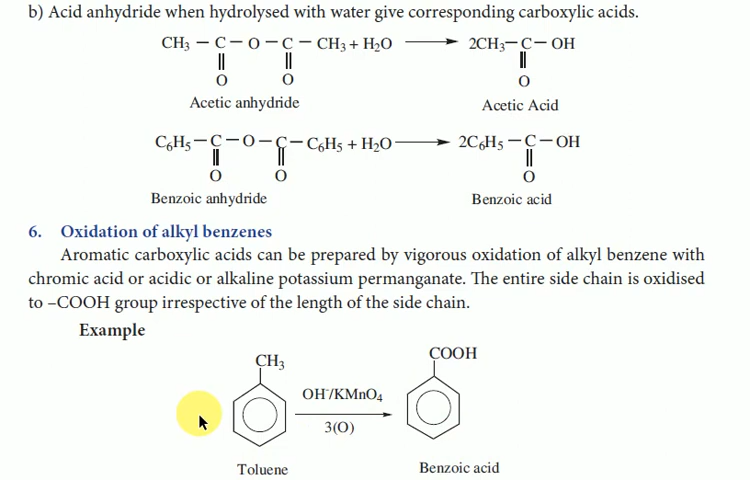 b) Acid anhydride when hydrolysed with water give corresponding carboxylic acids.
CH₃ — C — O — C — CH₃ + H₂O ⟶ 2CH₃— C — OH
|| || ||
O O O
Acetic anhydride Acetic Acid
C₆H₅ — C — O — C — C₆H₅ + H₂O ⟶ 2C₆H₅ — C — OH
|| || ||
O O O
Benzoic anhydride Benzoic acid
6. Oxidation of alkyl benzenes
Aromatic carboxylic acids can be prepared by vigorous oxidation of alkyl benzene with
chromic acid or acidic or alkaline potassium permanganate. The entire side chain is oxidised
to –COOH group irrespective of the length of the side chain.
Example
CH₃ COOH
OH⁻/KMnO₄
3(O)
Toluene Benzoic acid